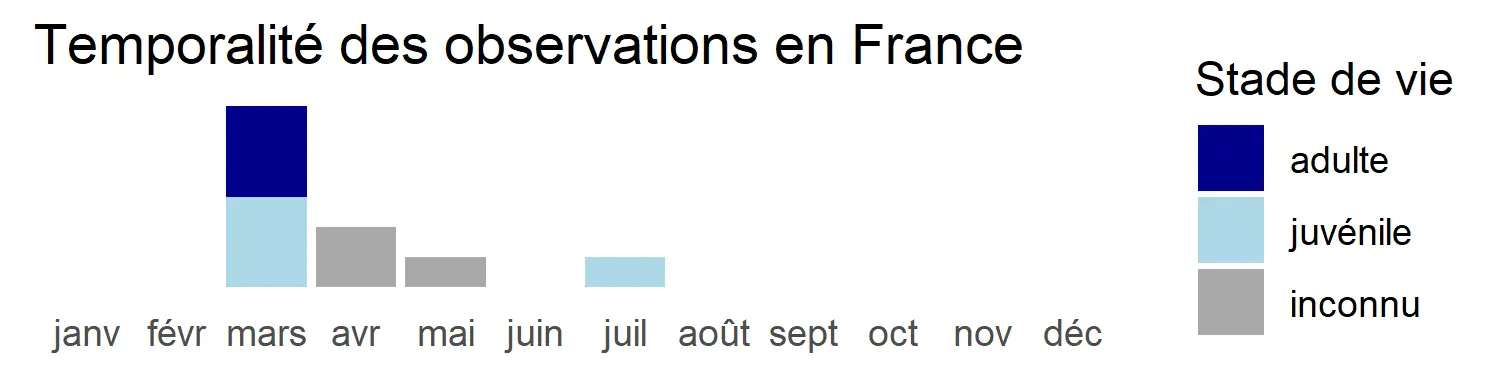 Temporalité des observations en France
Stade de vie
adulte
juvénile
inconnu
janv févr mars avr mai juin juil août sept oct nov déc